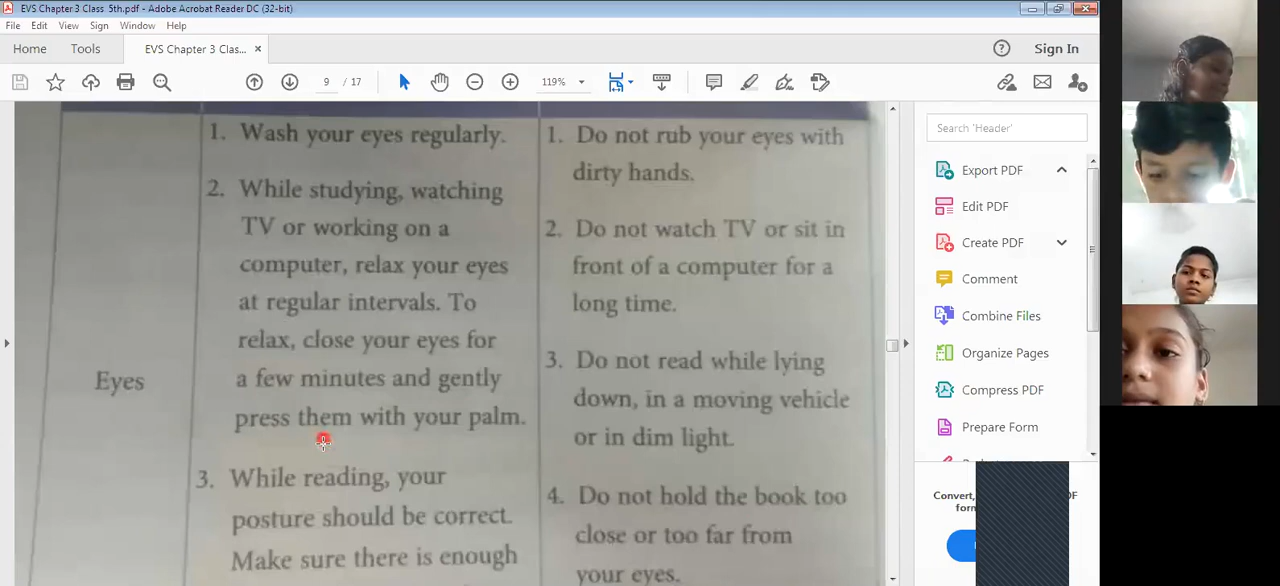 EVS Chapter 3 Class  5th.pdf - Adobe Acrobat Reader DC (32-bit)
File Edit View Sign Window Help
Home Tools EVS Chapter 3 Clas... × Sign In
9 / 17 119%
Eyes
1. Wash your eyes regularly.
2. While studying, watching
TV or working on a
computer, relax your eyes
at regular intervals. To
relax, close your eyes for
a few minutes and gently
press them with your palm.
3. While reading, your
posture should be correct.
Make sure there is enough
1. Do not rub your eyes with
dirty hands.
2. Do not watch TV or sit in
front of a computer for a
long time.
3. Do not read while lying
down, in a moving vehicle
or in dim light.
4. Do not hold the book too
close or too far from
your eyes.
Search 'Header'
Export PDF
Edit PDF
Create PDF
Comment
Combine Files
Organize Pages
Compress PDF
Prepare Form
Convert,